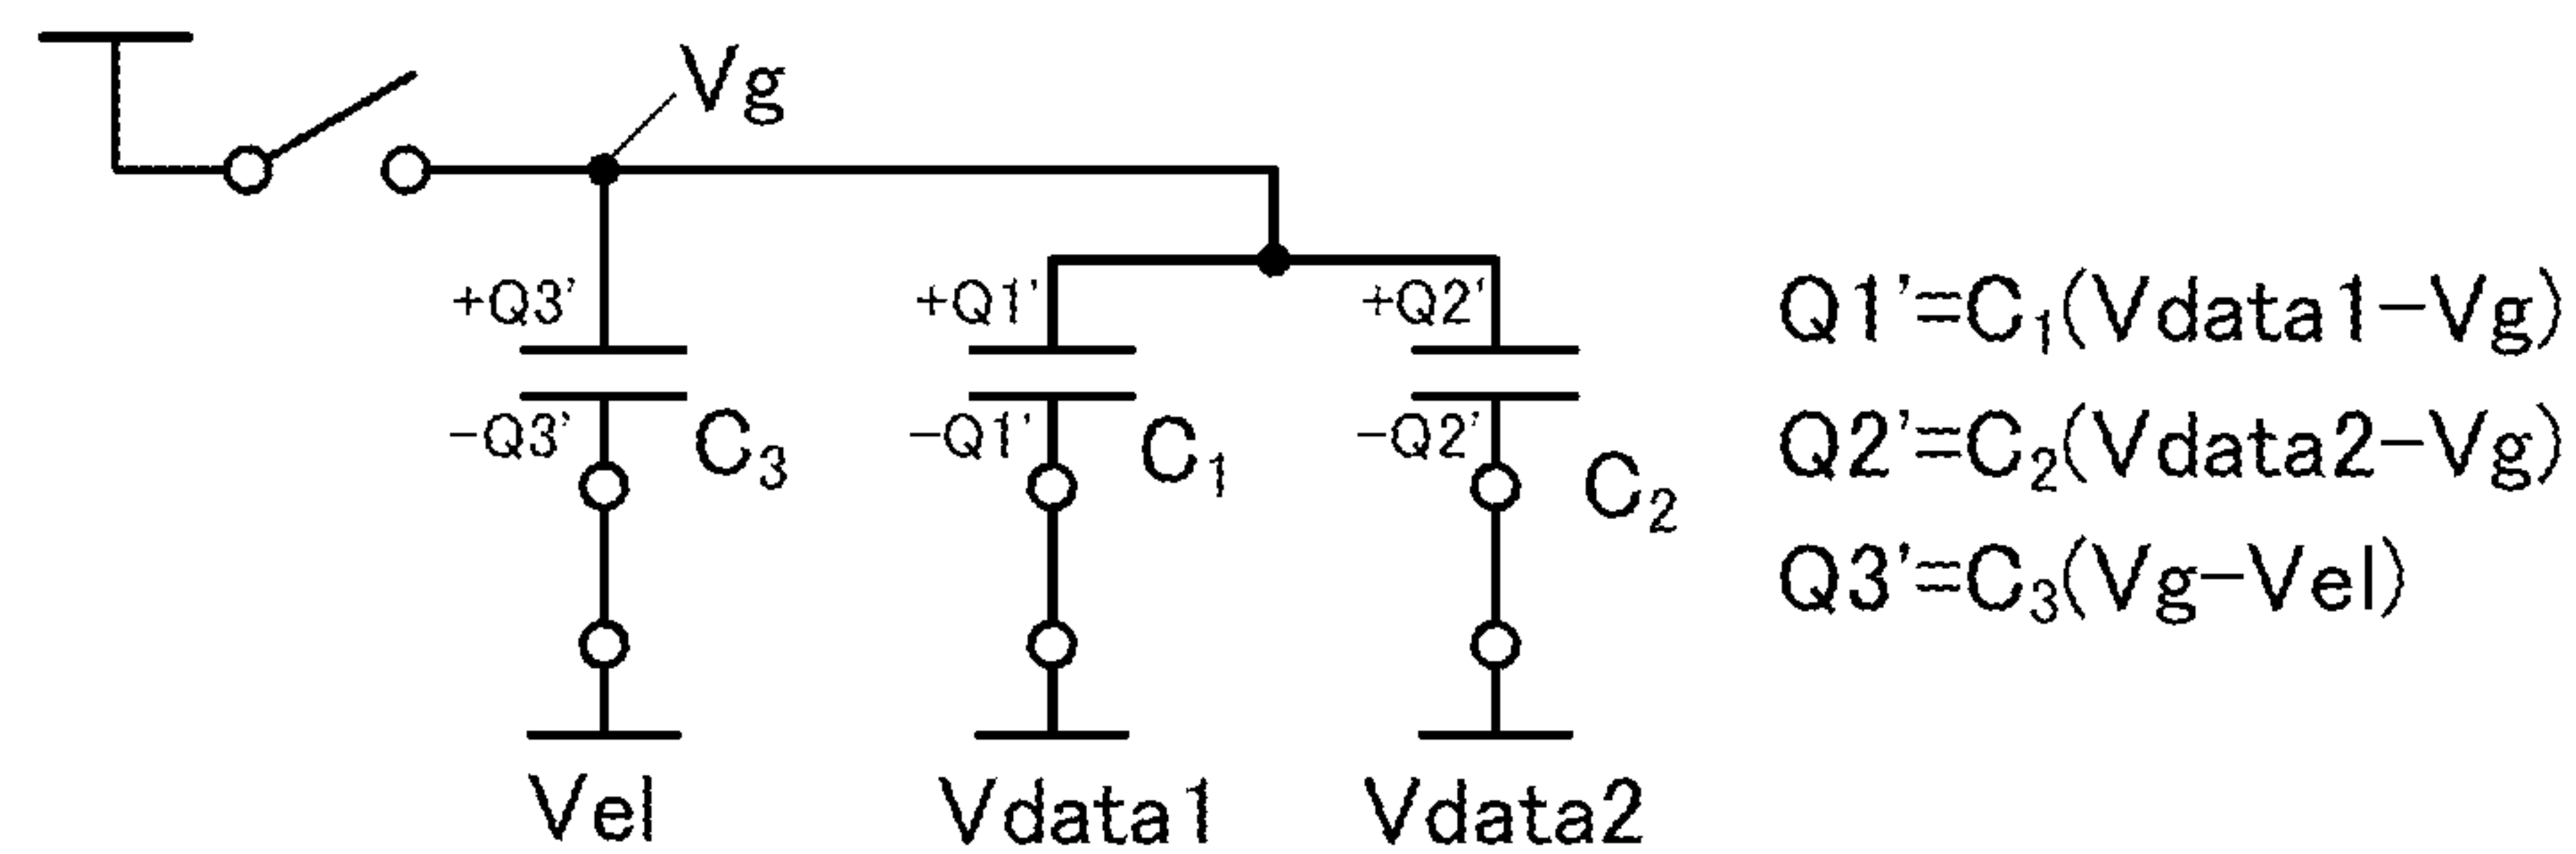 Vg
+Q3' +Q1' +Q2'
-Q3' -Q1' -Q2'
C₃ C₁ C₂
Vel Vdata1 Vdata2
Q1'=C₁(Vdata1-Vg)
Q2'=C₂(Vdata2-Vg)
Q3'=C₃(Vg-Vel)